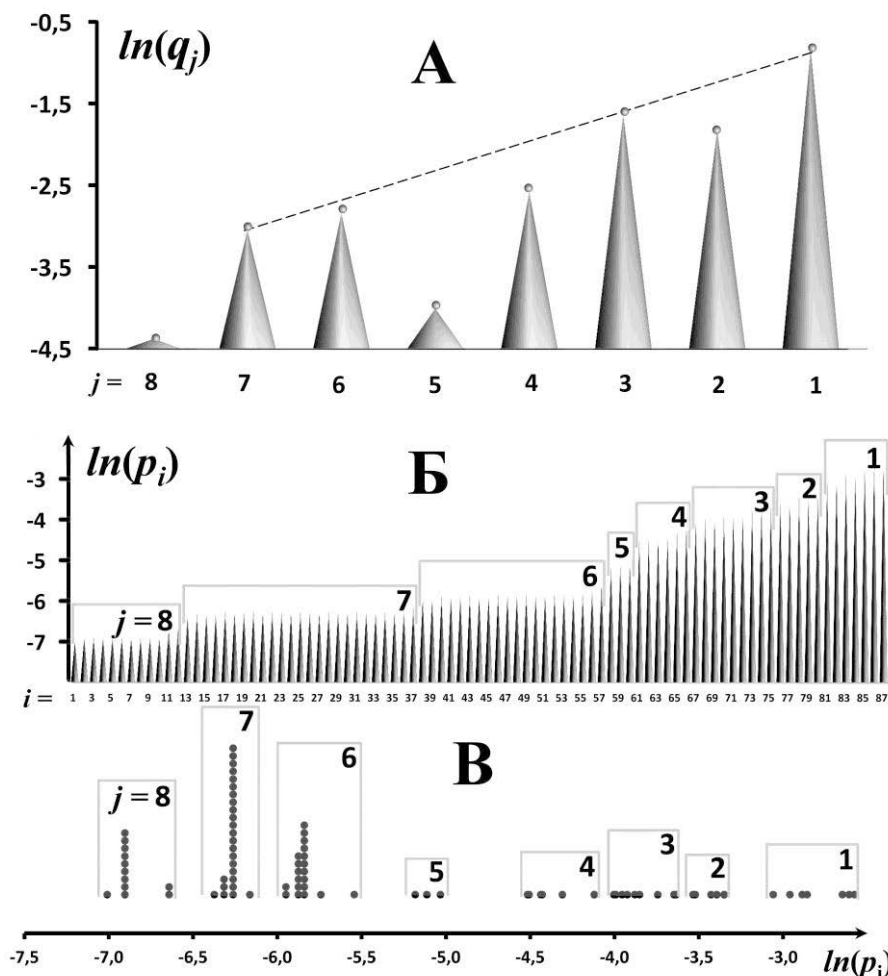 -0,5
ln(qj)
А
-1,5
-2,5
-3,5
-4,5
j = 8 7 6 5 4 3 2 1
ln(pi)
Б
-3
-4
-5
-6
-7
j = 8 7 6 5 4 3 2 1
i = 1 3 5 7 9 11 13 15 17 19 21 23 25 27 29 31 33 35 37 39 41 43 45 47 49 51 53 55 57 59 61 63 65 67 69 71 73 75 77 79 81 83 85 87
В
j = 8 7 6 5 4 3 2 1
-7,5 -7,0 -6,5 -6,0 -5,5 -5,0 -4,5 -4,0 -3,5 -3,0 ln(pi)